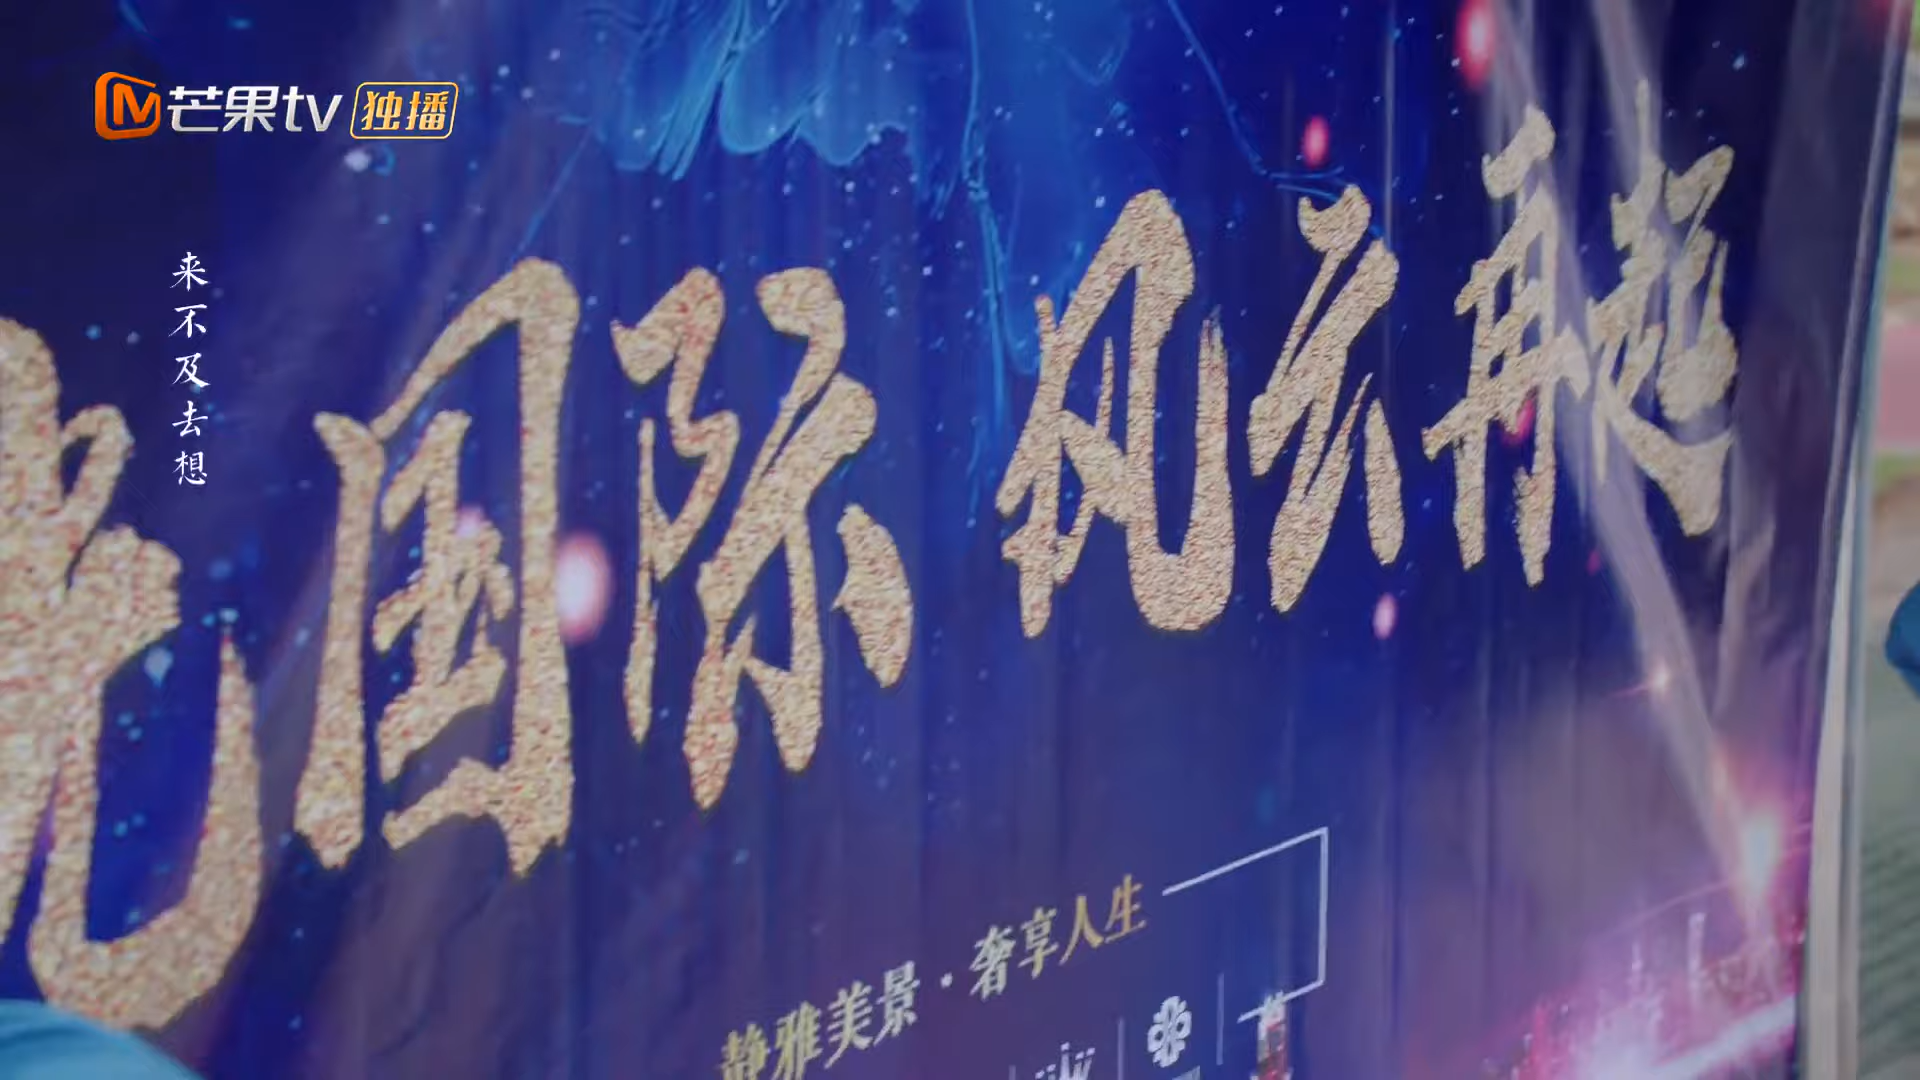 芒果tv 独播
来不及去想
国际 风云再起
静雅美景·奢享人生